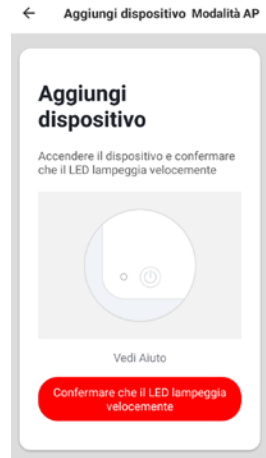 Aggiungi dispositivo Modalità AP
Aggiungi
dispositivo
Accendere il dispositivo e confermare
che il LED lampeggia velocemente
Vedi Aiuto
Confermare che il LED lampeggia
velocemente